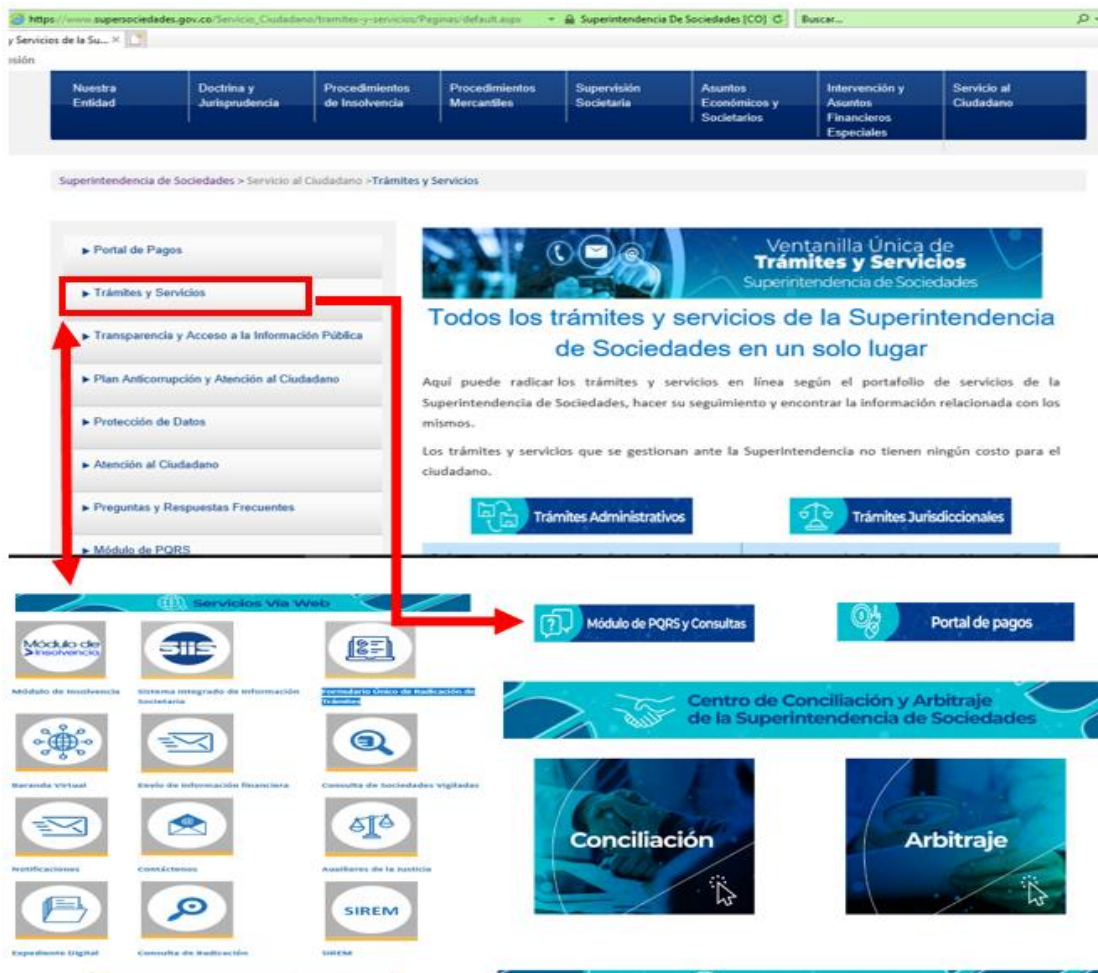 https://www.supersociedades.gov.co/Servicio_Ciudadano/tramites-y-servicios/Paginas/default.aspx
Superintendencia De Sociedades [CO]
Buscar...
y Servicios de la Su...
esión
Nuestra
Entidad
Doctrina y
Jurisprudencia
Procedimientos
de Insolvencia
Procedimientos
Mercantiles
Supervisión
Societaria
Asuntos
Económicos y
Societarios
Intervención y
Asuntos
Financieros
Especiales
Servicio al
Ciudadano
Superintendencia de Sociedades > Servicio al Ciudadano >Trámites y Servicios
Portal de Pagos
Trámites y Servicios
Transparencia y Acceso a la Información Pública
Plan Anticorrupción y Atención al Ciudadano
Protección de Datos
Atención al Ciudadano
Preguntas y Respuestas Frecuentes
Módulo de PQRS
Ventanilla Única de
Trámites y Servicios
Superintendencia de Sociedades
Todos los trámites y servicios de la Superintendencia
de Sociedades en un solo lugar
Aquí puede radicar los trámites y servicios en línea según el portafolio de servicios de la
Superintendencia de Sociedades, hacer su seguimiento y encontrar la información relacionada con los
mismos.
Los trámites y servicios que se gestionan ante la Superintendencia no tienen ningún costo para el
ciudadano.
Trámites Administrativos
Trámites Jurisdiccionales
Servicios Vía Web
Módulo de
Insolvencia
SIIS
Módulo de Insolvencia
Sistema Integrado de Información
Societaria
Formulario Único de Radicación de
Trámites
Baranda Virtual
Envío de Información financiera
Consulta de Sociedades Vigiladas
Notificaciones
Contáctenos
Auxiliares de la Justicia
SIREM
Expediente Digital
Consulta de Radicación
SIREM
Módulo de PQRS y Consultas
Portal de pagos
Centro de Conciliación y Arbitraje
de la Superintendencia de Sociedades
Conciliación
Arbitraje